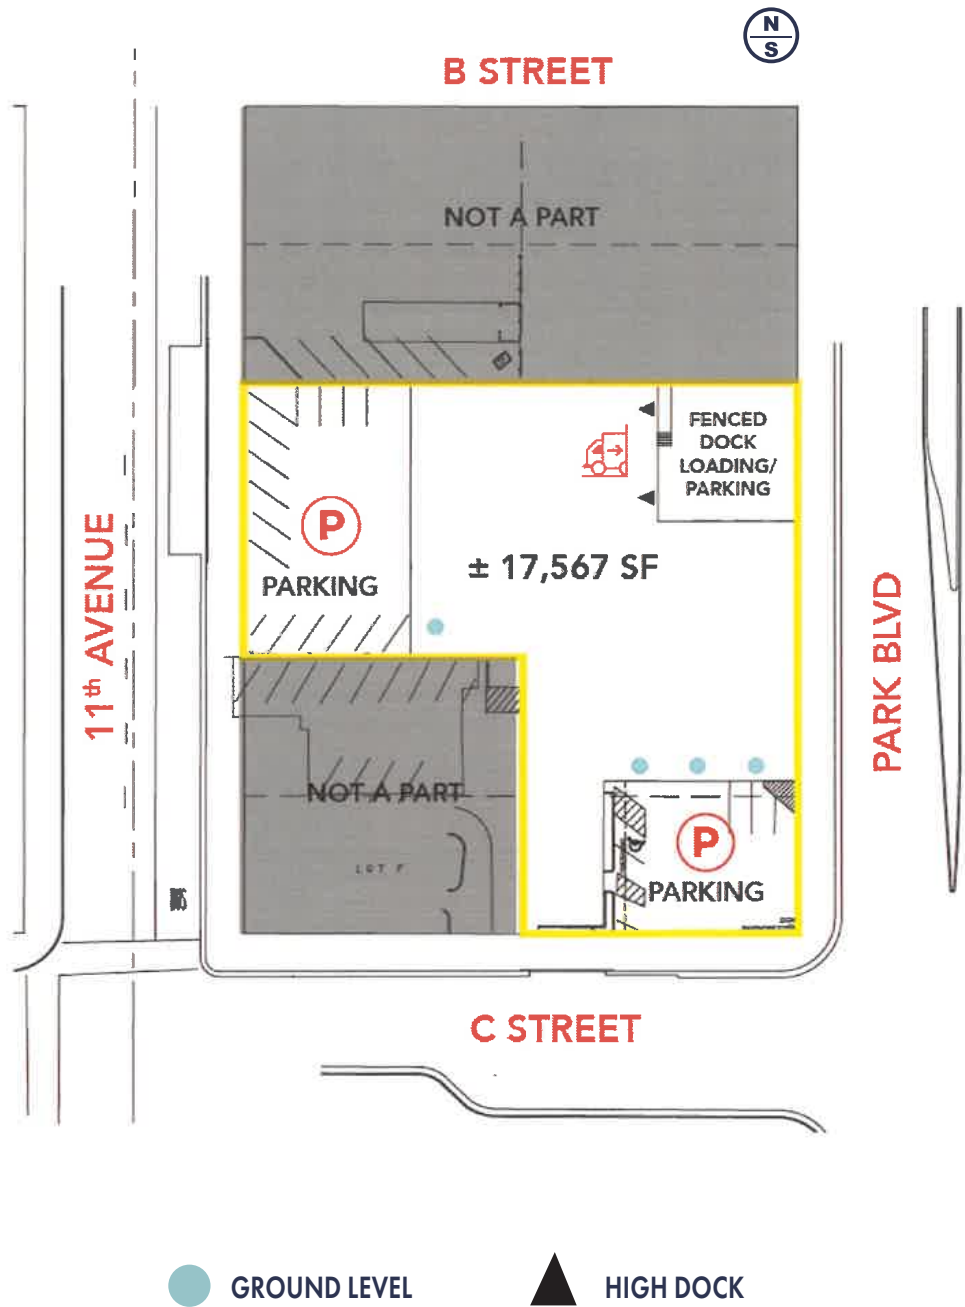 N
S
B STREET
NOT A PART
FENCED
DOCK
LOADING/
PARKING
P
PARKING
± 17,567 SF
11th AVENUE
PARK BLVD
NOT A PART
LOT F
P
PARKING
C STREET
GROUND LEVEL
HIGH DOCK